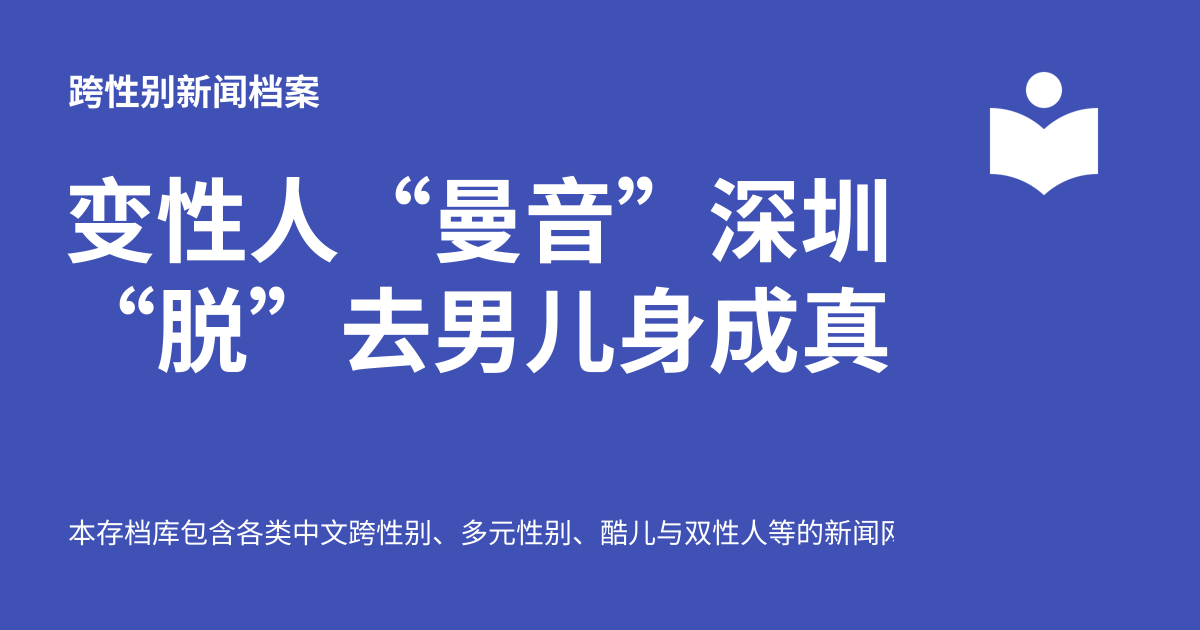 跨性别新闻档案
变性人“曼音”深圳
“脱”去男儿身成真
本存档库包含各类中文跨性别、多元性别、酷儿与双性人等的新闻